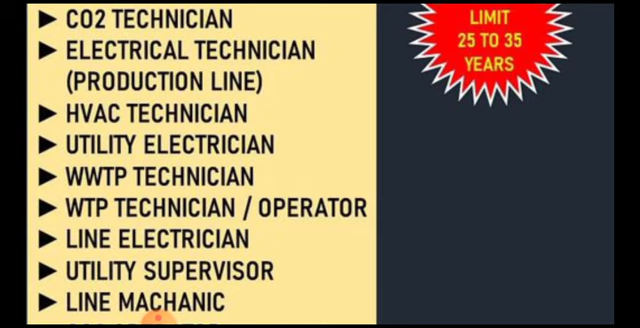 ► CO2 TECHNICIAN
► ELECTRICAL TECHNICIAN
(PRODUCTION LINE)
► HVAC TECHNICIAN
► UTILITY ELECTRICIAN
► WWTP TECHNICIAN
► WTP TECHNICIAN / OPERATOR
► LINE ELECTRICIAN
► UTILITY SUPERVISOR
► LINE MACHANIC
LIMIT
25 TO 35
YEARS